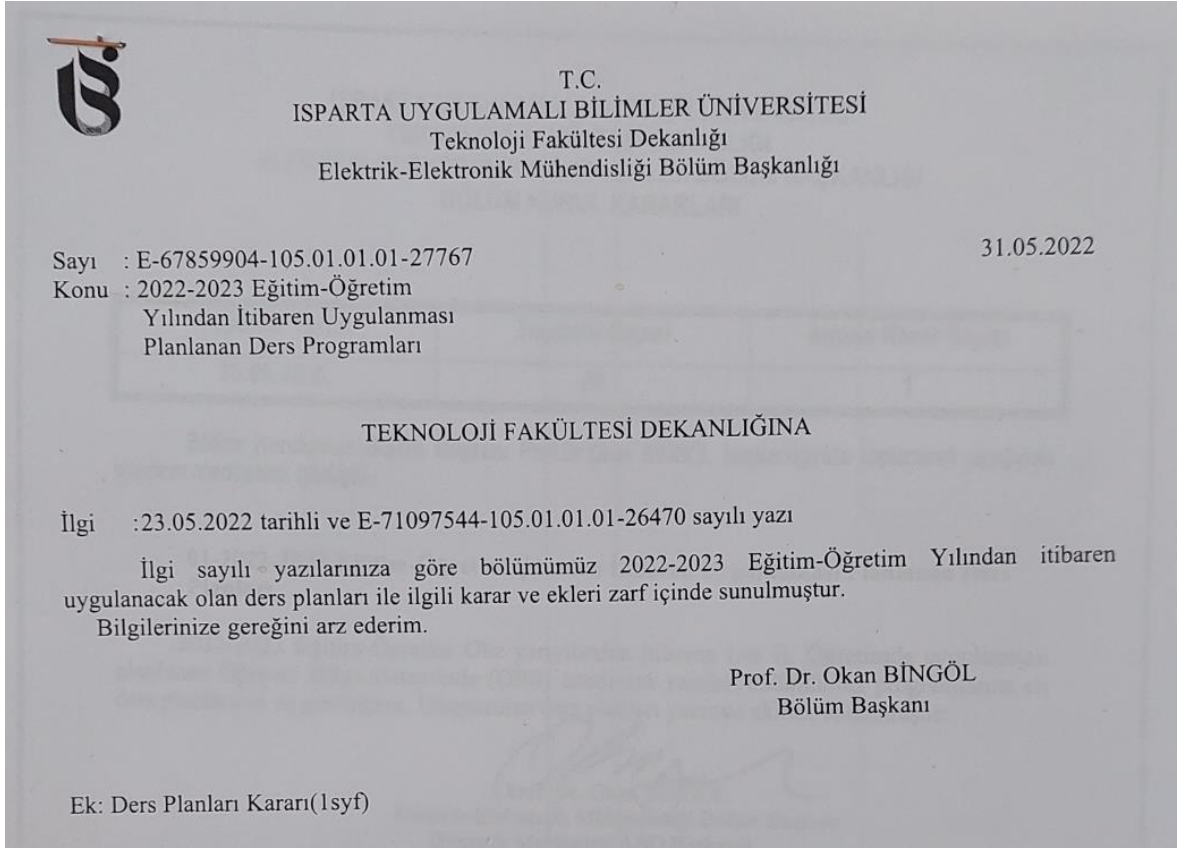 T.C.
ISPARTA UYGULAMALI BİLİMLER ÜNİVERSİTESİ
Teknoloji Fakültesi Dekanlığı
Elektrik-Elektronik Mühendisliği Bölüm Başkanlığı
31.05.2022
Sayı : E-67859904-105.01.01.01-27767
Konu : 2022-2023 Eğitim-Öğretim
Yılından İtibaren Uygulanması
Planlanan Ders Programları
TEKNOLOJİ FAKÜLTESİ DEKANLIĞINA
İlgi :23.05.2022 tarihli ve E-71097544-105.01.01.01-26470 sayılı yazı
İlgi sayılı yazılarınıza göre bölümümüz 2022-2023 Eğitim-Öğretim Yılından itibaren
uygulanacak olan ders planları ile ilgili karar ve ekleri zarf içinde sunulmuştur.
Bilgilerinize gereğini arz ederim.
Prof. Dr. Okan BİNGÖL
Bölüm Başkanı
Ek: Ders Planları Kararı(1syf)